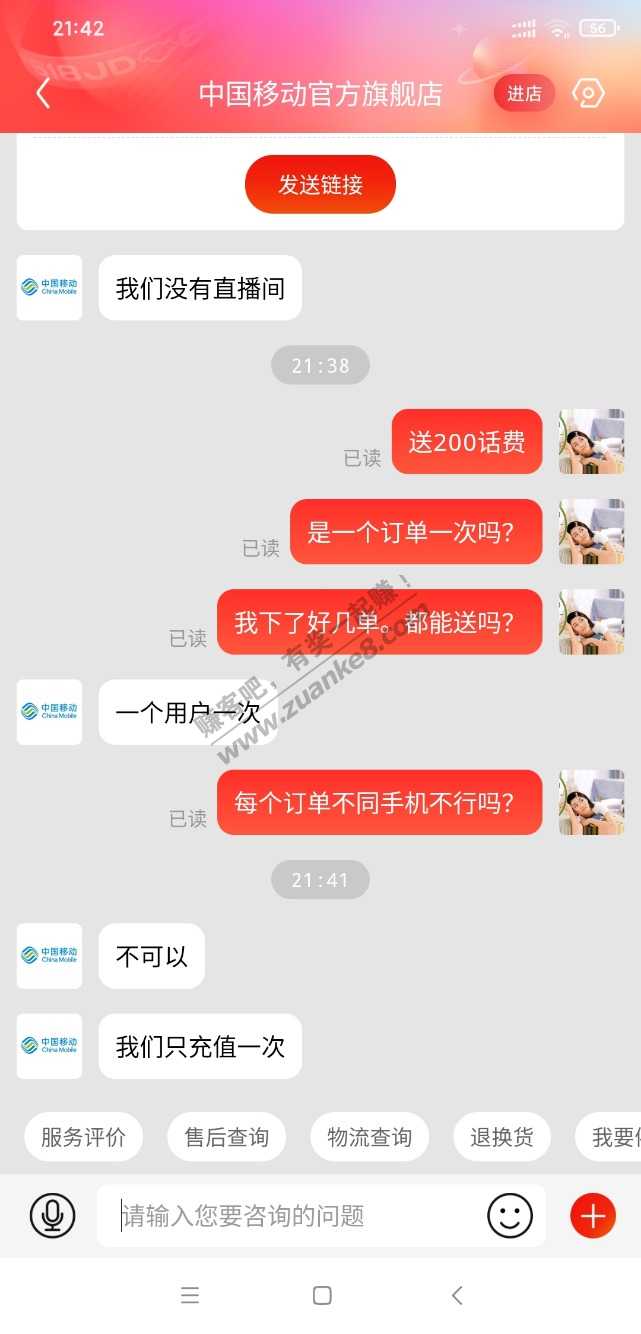 21:42
56
618JD
中国移动官方旗舰店
进店
发送链接
中国移动
China Mobile
我们没有直播间
21:38
已读
送200话费
已读
是一个订单一次吗?
已读
我下了好几单。都能送吗?
赚客吧,有奖一起赚!
www.zuanke8.com
中国移动
China Mobile
一个用户一次
已读
每个订单不同手机不行吗?
21:41
中国移动
China Mobile
不可以
中国移动
China Mobile
我们只充值一次
服务评价
售后查询
物流查询
退换货
我要
请输入您要咨询的问题